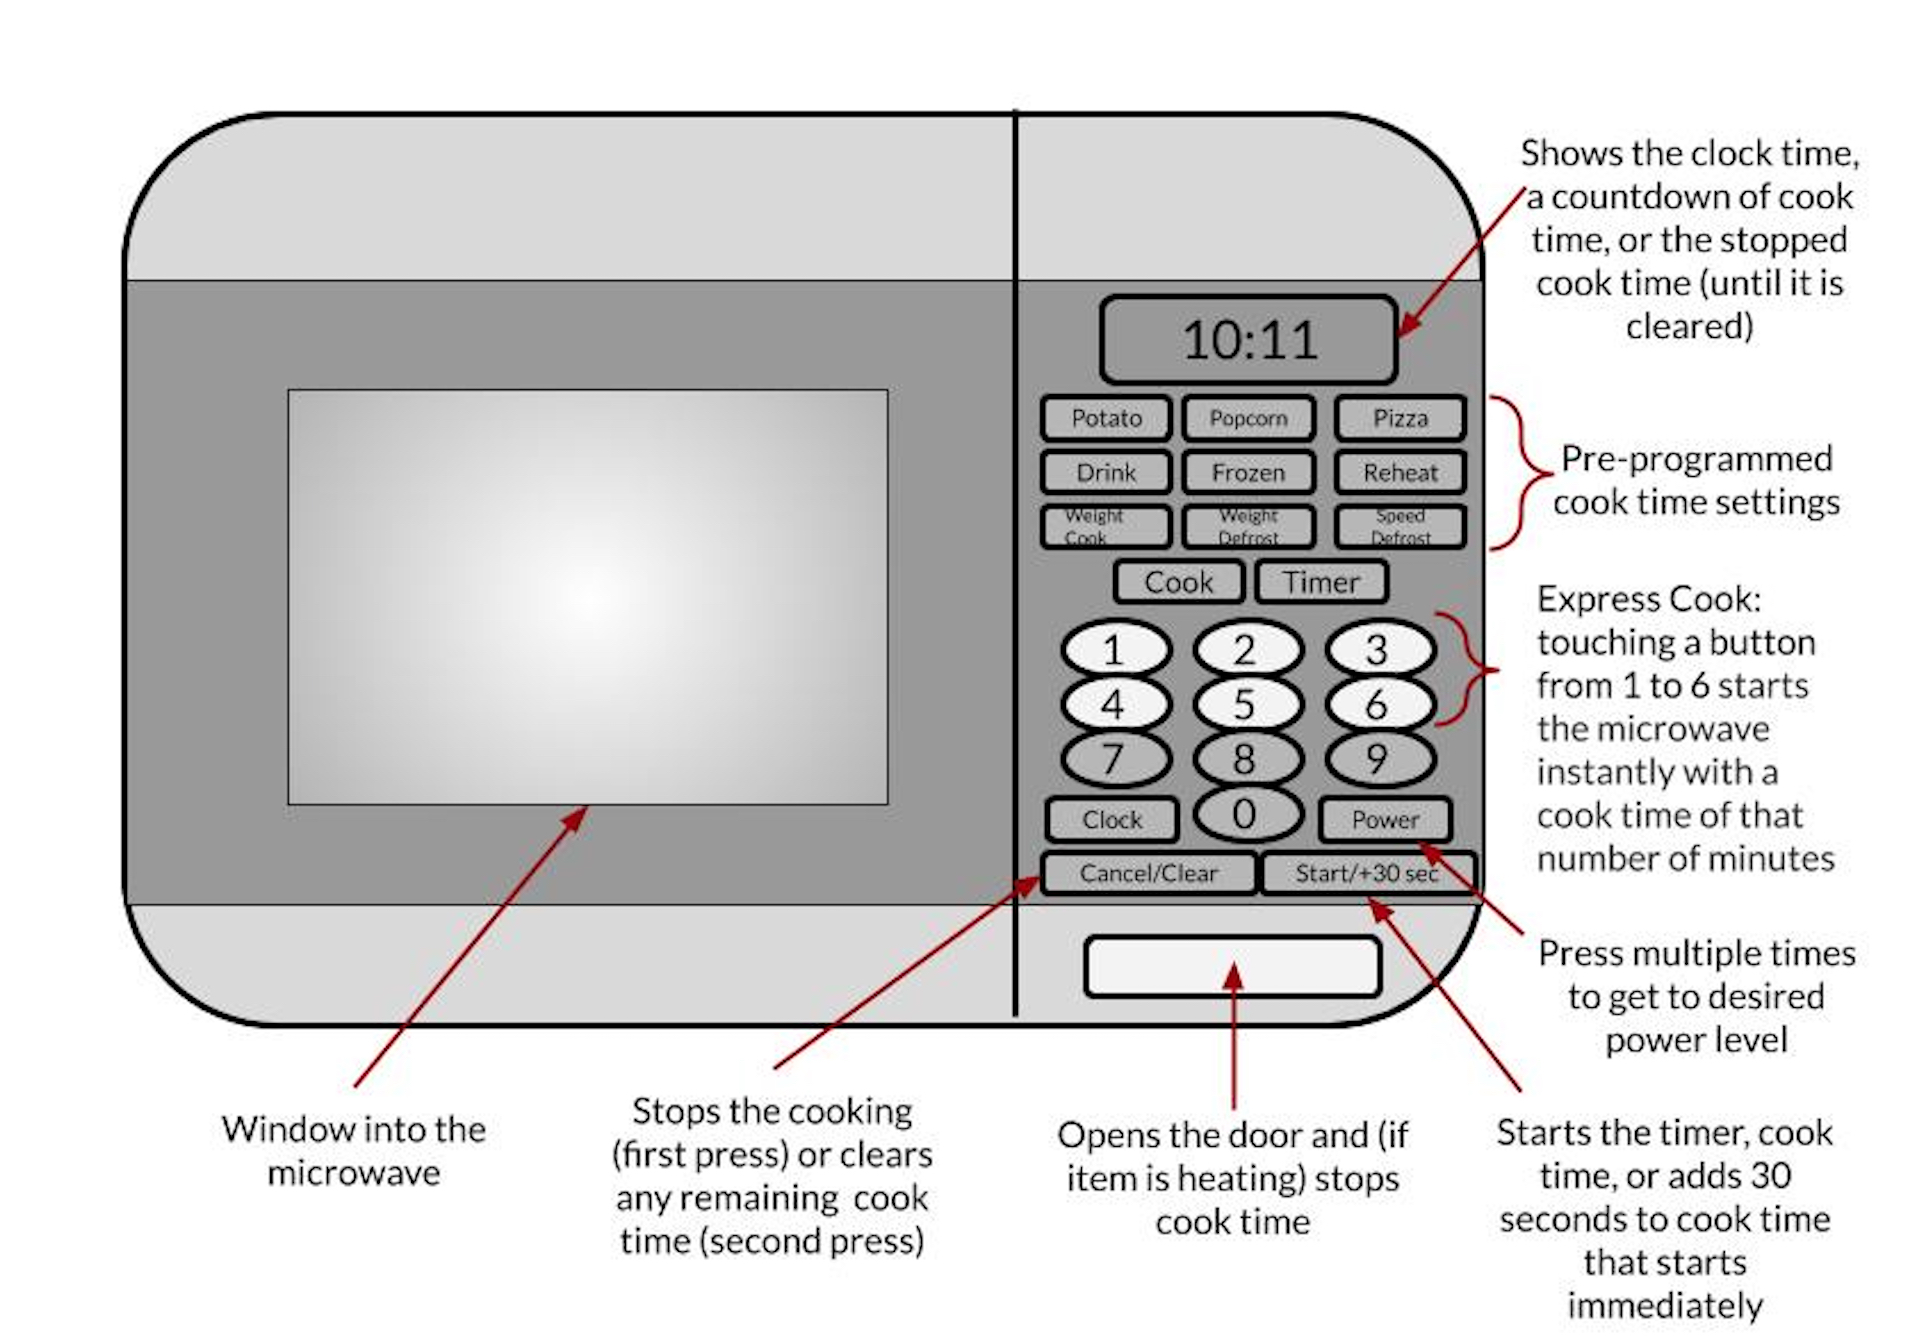 Shows the clock time,
a countdown of cook
time, or the stopped
cook time (until it is
cleared)
10:11
Potato Popcorn Pizza
Drink Frozen Reheat
Weight Cook Weight Defrost Speed Defrost
Pre-programmed
cook time settings
Cook Timer
1 2 3
4 5 6
7 8 9
Clock 0 Power
Cancel/Clear Start/+30 sec
Express Cook:
touching a button
from 1 to 6 starts
the microwave
instantly with a
cook time of that
number of minutes
Press multiple times
to get to desired
power level
Window into the
microwave
Stops the cooking
(first press) or clears
any remaining cook
time (second press)
Opens the door and (if
item is heating) stops
cook time
Starts the timer, cook
time, or adds 30
seconds to cook time
that starts
immediately